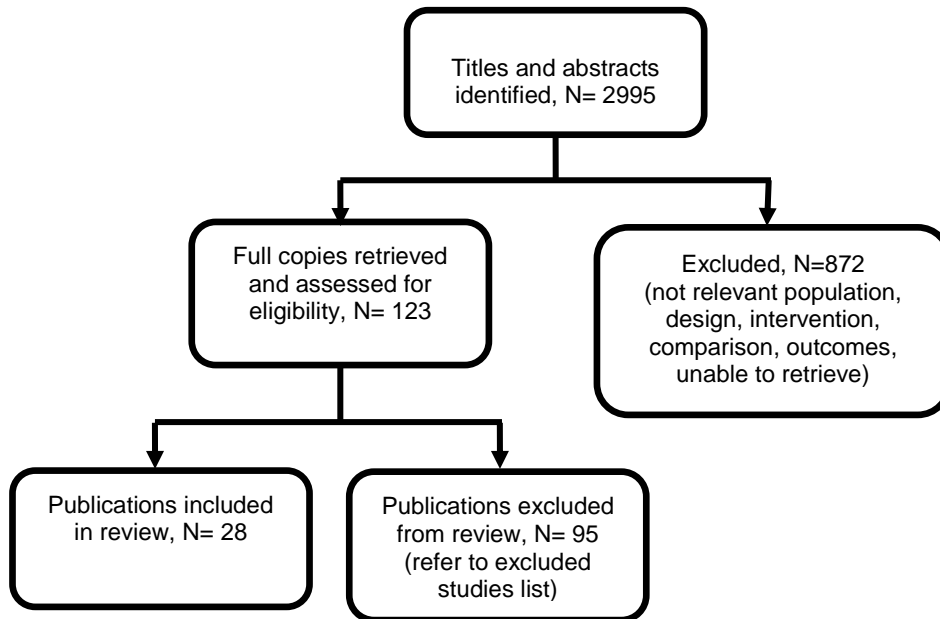 Titles and abstracts
identified, N= 2995
Full copies retrieved
and assessed for
eligibility, N= 123
Excluded, N=872
(not relevant population,
design, intervention,
comparison, outcomes,
unable to retrieve)
Publications included
in review, N= 28
Publications excluded
from review, N= 95
(refer to excluded
studies list)